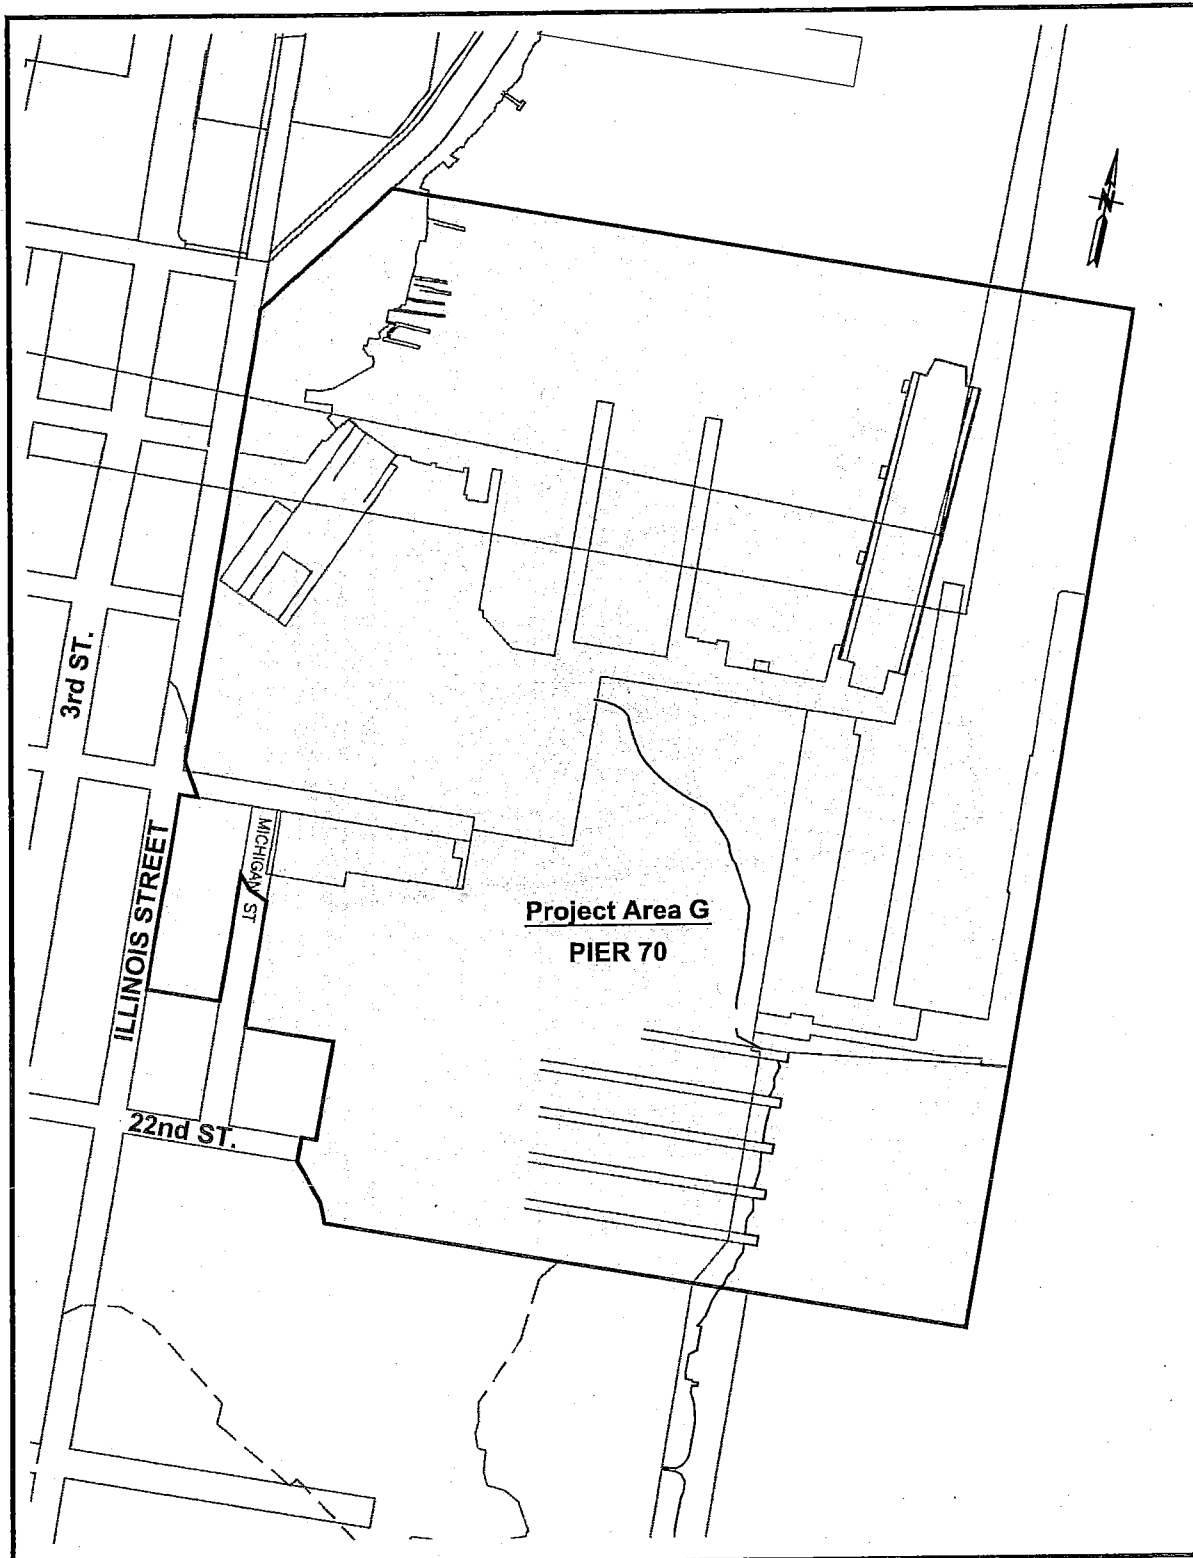 N
3rd ST.
ILLINOIS STREET
MICHIGAN ST
Project Area G
PIER 70
22nd ST.